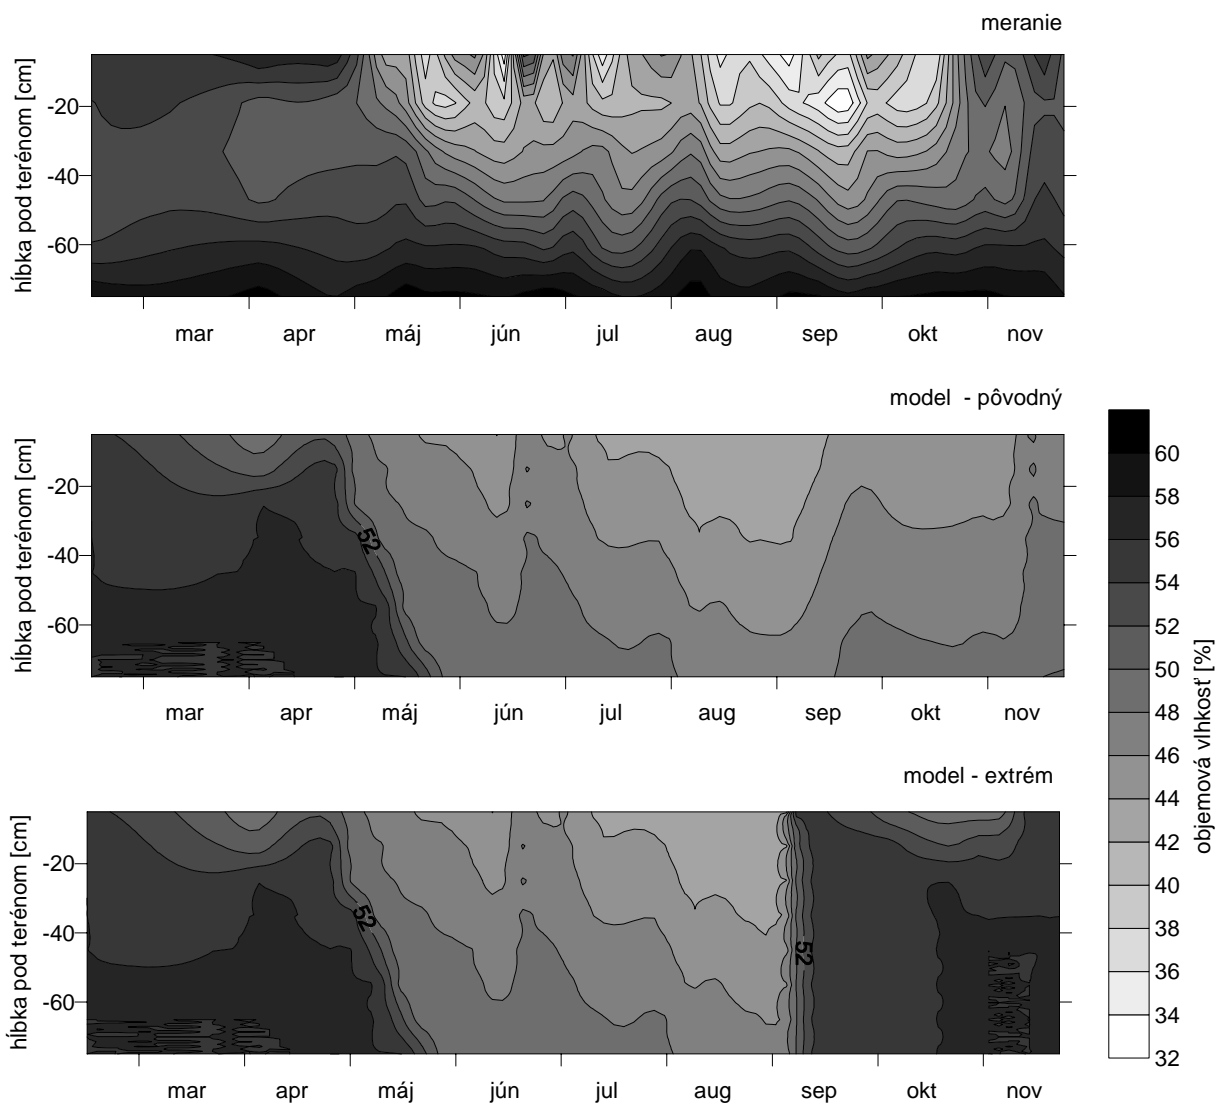 meranie
hĺbka pod terénom [cm]
-20
-40
-60
mar apr máj jún jul aug sep okt nov
model - pôvodný
hĺbka pod terénom [cm]
-20
-40
-60
52
mar apr máj jún jul aug sep okt nov
model - extrém
hĺbka pod terénom [cm]
-20
-40
-60
52
52
mar apr máj jún jul aug sep okt nov
60
58
56
54
52
50
48
46
44
42
40
38
36
34
32
objemová vlhkosť [%]